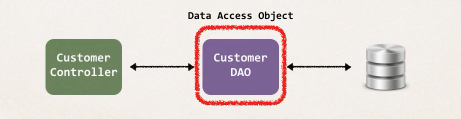 Data Access Object
Customer
Controller
Customer
DAO